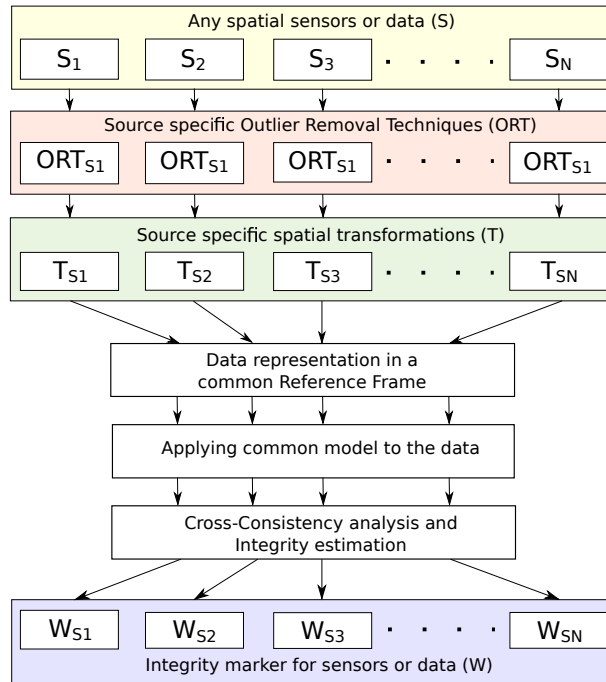 Any spatial sensors or data (S)
S1 S2 S3 . . . . SN
Source specific Outlier Removal Techniques (ORT)
ORTS1 ORTS1 ORTS1 . . . . ORTS1
Source specific spatial transformations (T)
TS1 TS2 TS3 . . . . TSN
Data representation in a
common Reference Frame
Applying common model to the data
Cross-Consistency analysis and
Integrity estimation
WS1 WS2 WS3 . . . . WSN
Integrity marker for sensors or data (W)